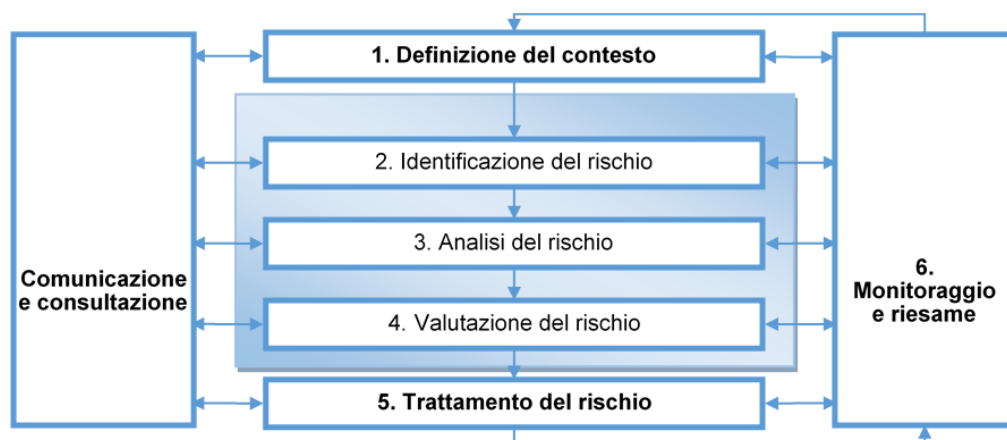 1. Definizione del contesto
2. Identificazione del rischio
3. Analisi del rischio
4. Valutazione del rischio
5. Trattamento del rischio
Comunicazione
e consultazione
6.
Monitoraggio
e riesame